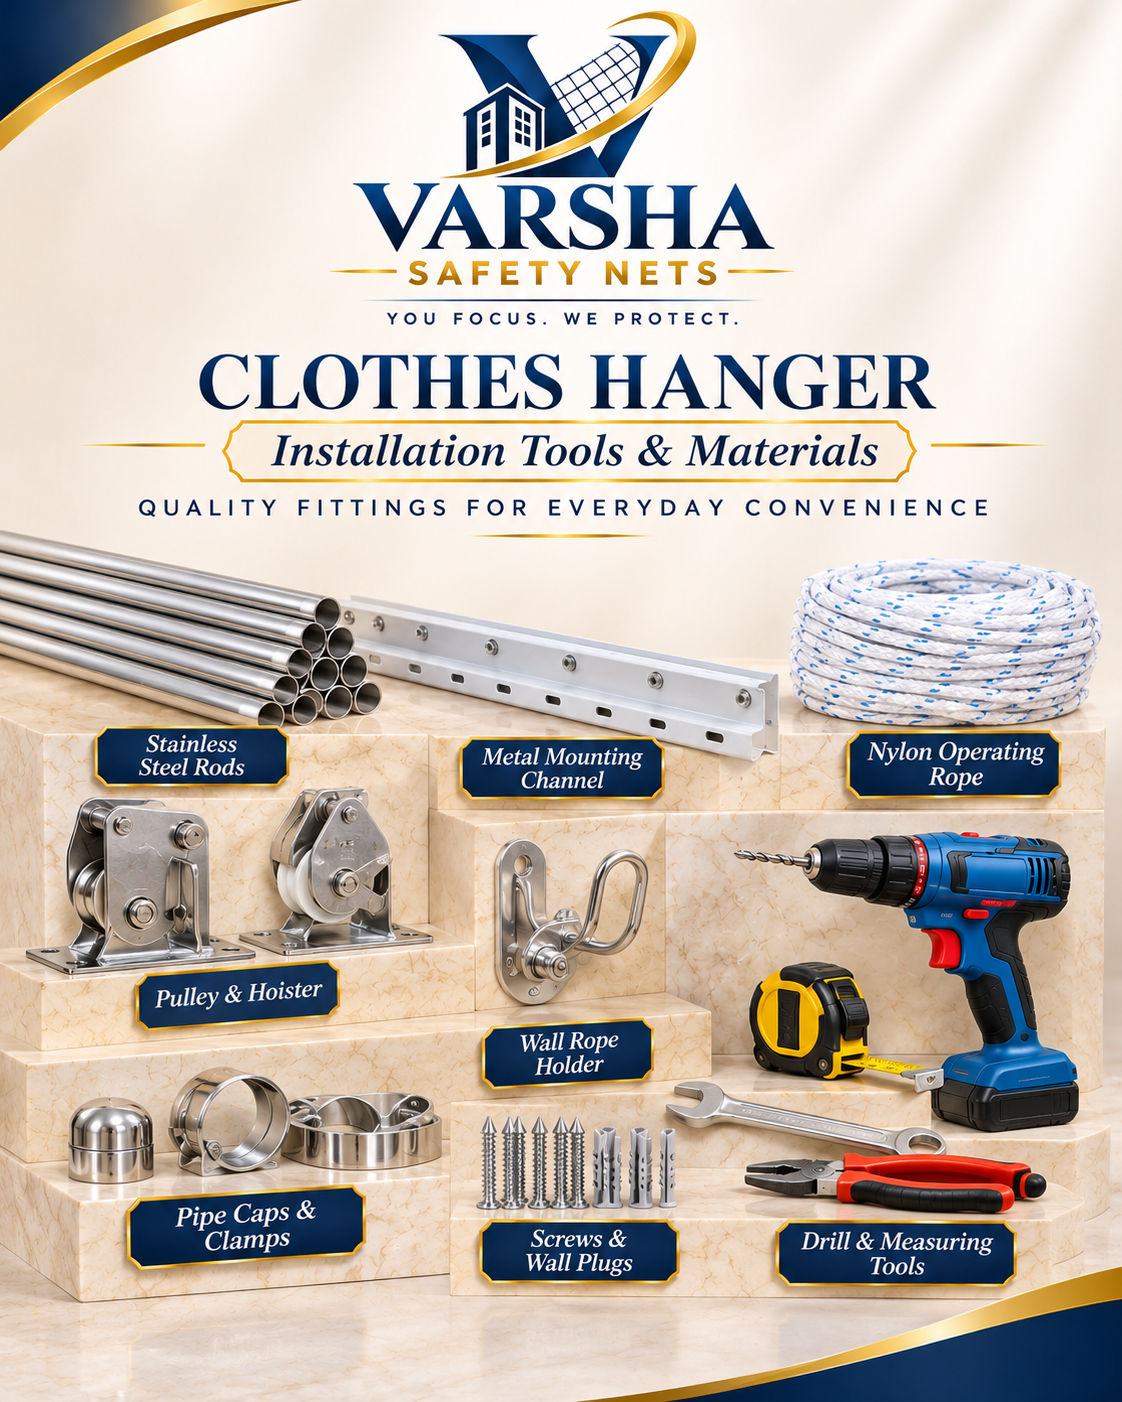 VARSHA
SAFETY NETS
YOU FOCUS. WE PROTECT.
CLOTHES HANGER
Installation Tools & Materials
QUALITY FITTINGS FOR EVERYDAY CONVENIENCE
Stainless
Steel Rods
Metal Mounting
Channel
Nylon Operating
Rope
Pulley & Hoister
Wall Rope
Holder
Pipe Caps &
Clamps
Screws &
Wall Plugs
Drill & Measuring
Tools